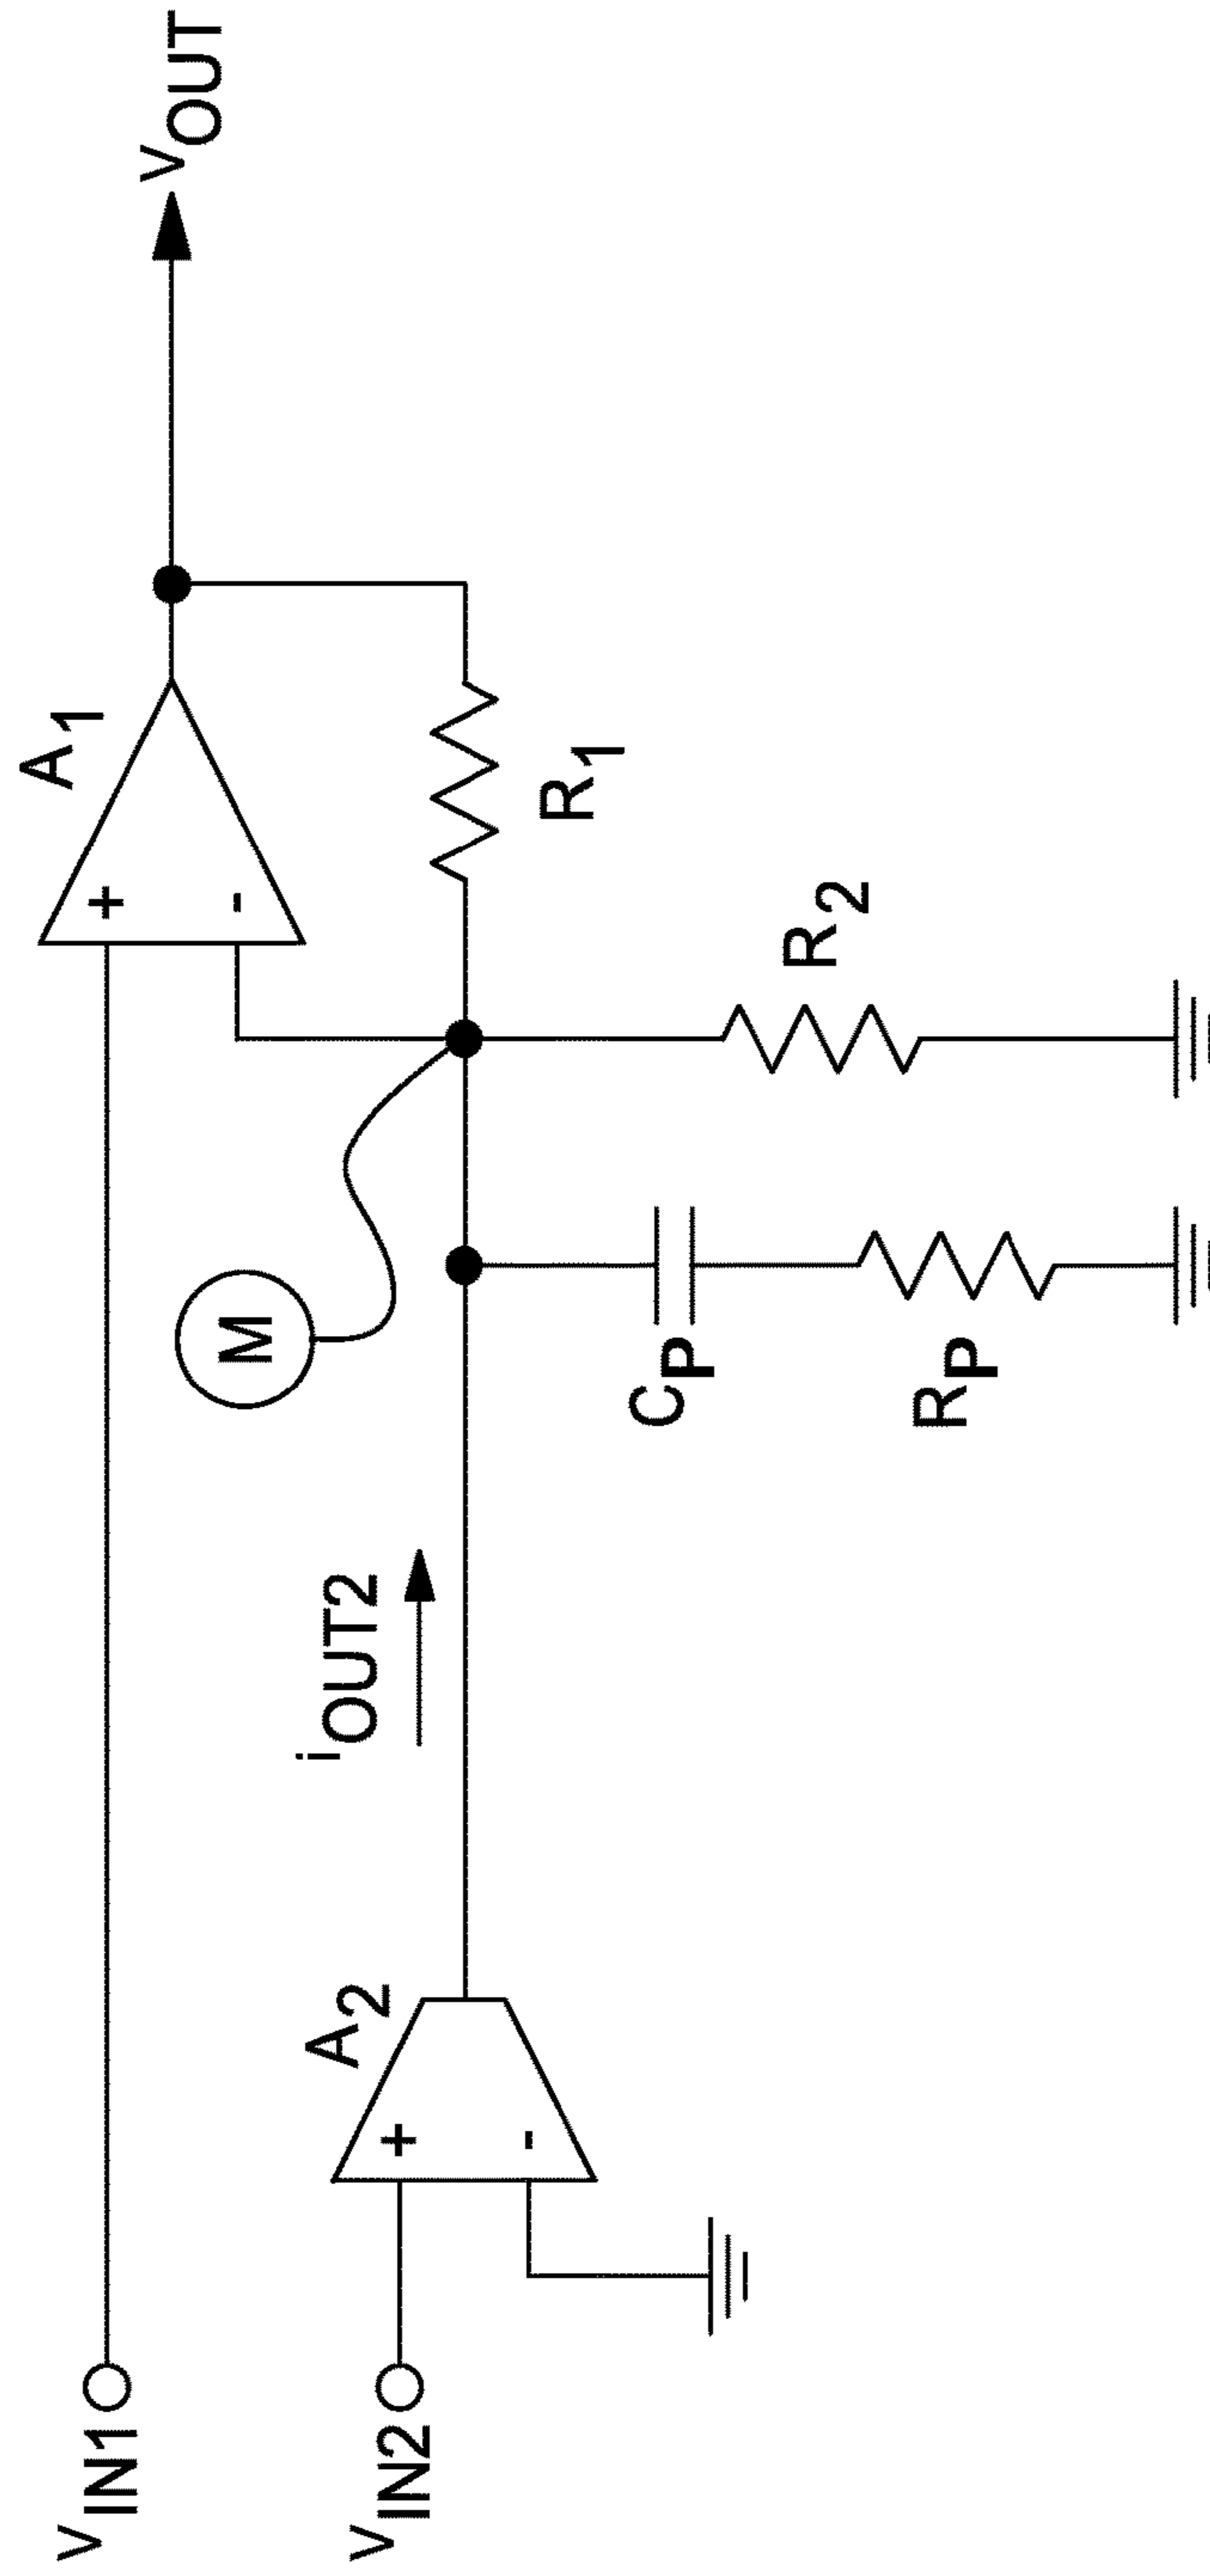 vOUT
A1
+
-
R1
R2
M
CP
RP
iOUT2
A2
+
-
vIN1
vIN2